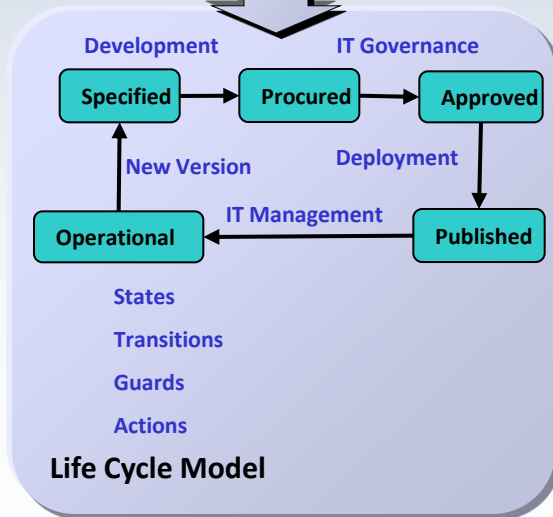 Development
IT Governance
Specified
Procured
Approved
New Version
Deployment
IT Management
Operational
Published
States
Transitions
Guards
Actions
Life Cycle Model